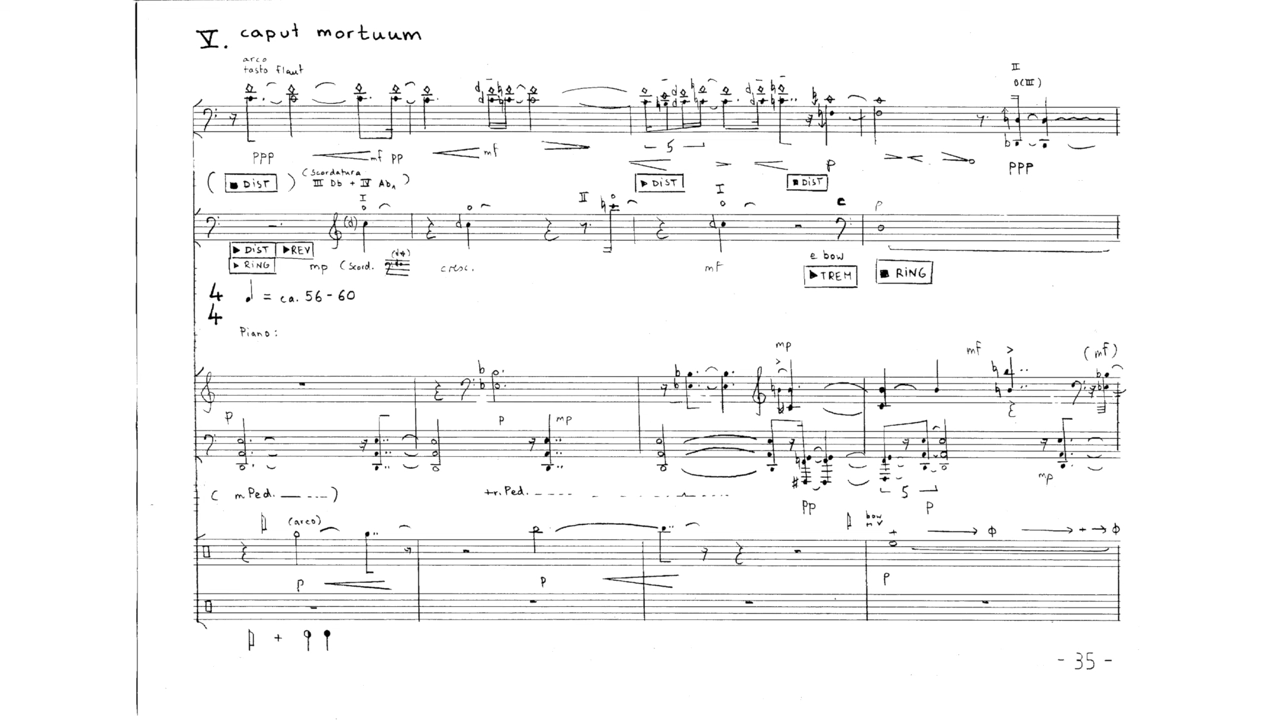 V. caput mortuum
arco
tasto flaut
II
(III)
ppp mf pp mf p ppp
5
( ■ DIST ) (Scordatura
III Db + IV Ab
▶ DIST ■ DIST
I II I p
▶ DIST ▶ REV
▶ RING mp (Scord. cresc. mf e bow
▶ TREM ■ RING
4/4 ♩ = ca. 56 - 60
Piano:
mp mf (mf)
p p mp mp
( m.Ped. ) tr.Ped. 5
pp p
(arco) bow
p p p
+
- 35 -